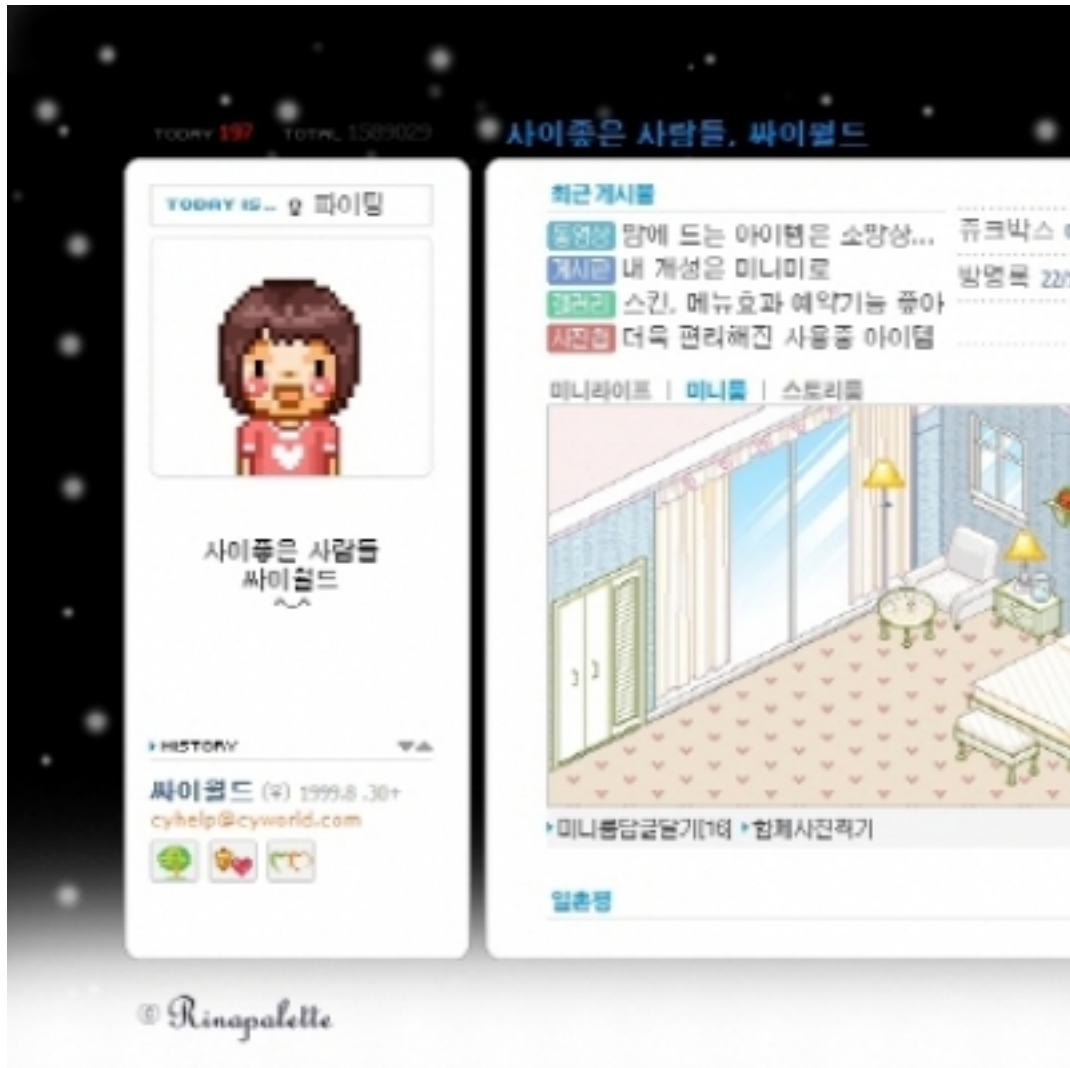 TODAY 197 TOTAL 1589029
사이좋은 사람들, 싸이월드
TODAY IS.. 파이팅
사이좋은 사람들
싸이월드
^_^
HISTORY
싸이월드 (우) 1999.8 .30+
cyhelp@cyworld.com
최근 게시물
동영상 맘에 드는 아이템은 소망상...
게시판 내 개성은 미니미로
갤러리 스킨, 메뉴효과 예약기능 좋아
사진첩 더욱 편리해진 사용중 아이템
쥬크박스
방명록 22/
미니라이프 | 미니룸 | 스토리룸
미니룸답글달기[16] 함께사진찍기
일촌평
© Rinapalette